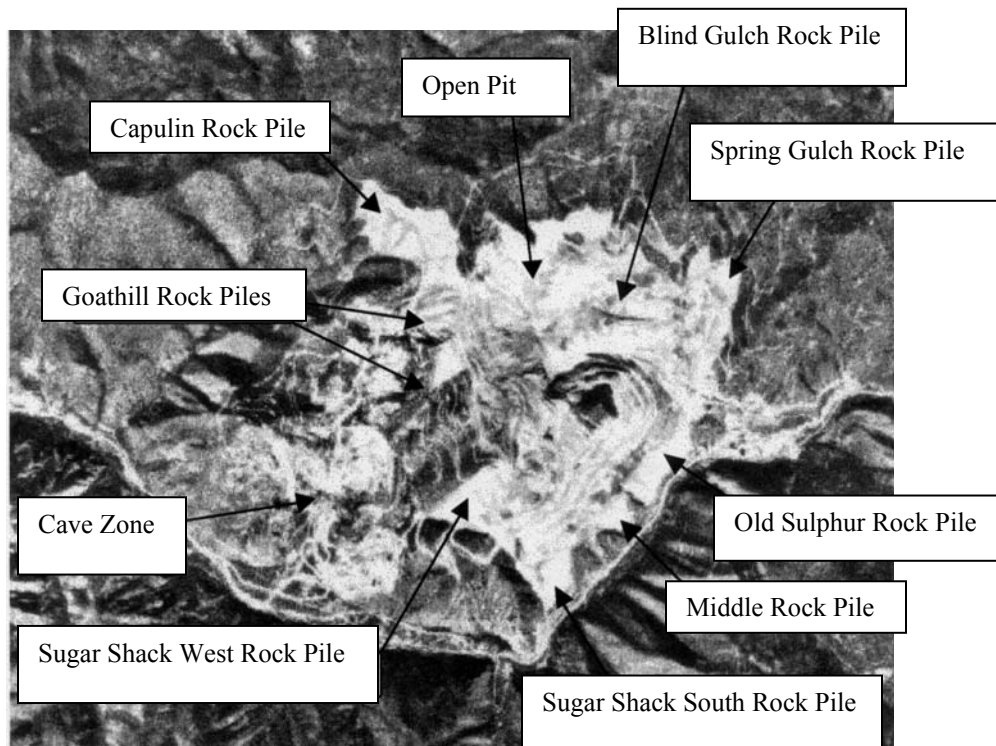 Blind Gulch Rock Pile
Open Pit
Capulin Rock Pile
Spring Gulch Rock Pile
Goathill Rock Piles
Cave Zone
Old Sulphur Rock Pile
Middle Rock Pile
Sugar Shack West Rock Pile
Sugar Shack South Rock Pile